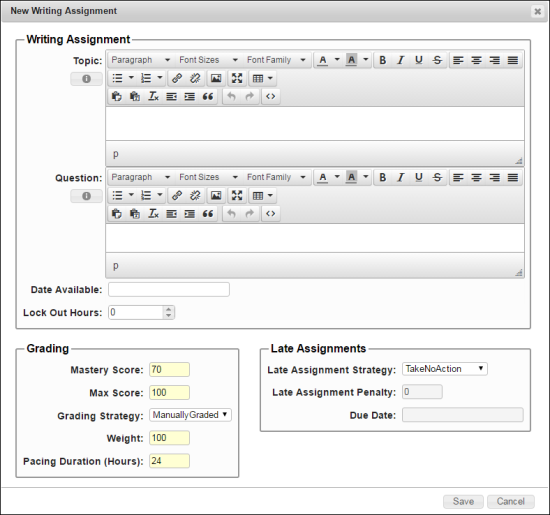 New Writing Assignment
Writing Assignment
Topic: Paragraph Font Sizes Font Family A A B I U S
p
Question: Paragraph Font Sizes Font Family A A B I U S
p
Date Available:
Lock Out Hours: 0
Grading
Mastery Score: 70
Max Score: 100
Grading Strategy: ManuallyGraded
Weight: 100
Pacing Duration (Hours): 24
Late Assignments
Late Assignment Strategy: TakeNoAction
Late Assignment Penalty: 0
Due Date:
Save Cancel